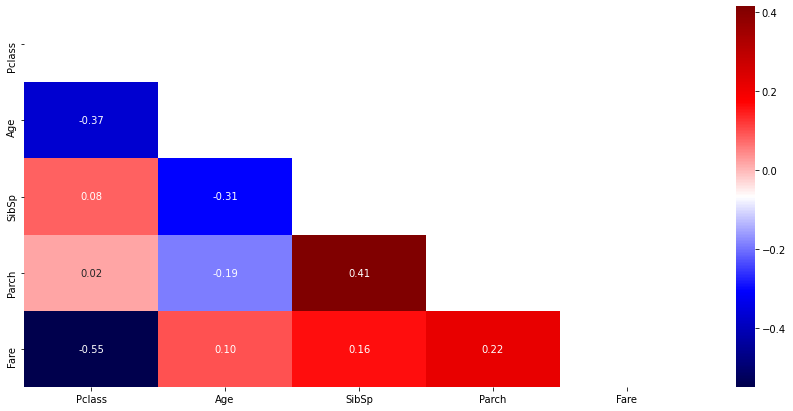 0.4
Pclass
0.2
Age
-0.37
0.0
SibSp
0.08 -0.31
−0.2
Parch
0.02 -0.19 0.41
−0.4
Fare
-0.55 0.10 0.16 0.22
Pclass Age SibSp Parch Fare